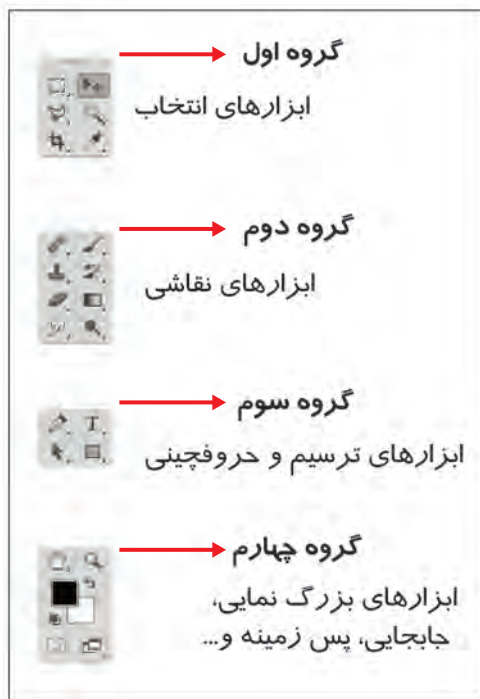 گروه اول
ابزارهای انتخاب
گروه دوم
ابزارهای نقاشی
گروه سوم
ابزارهای ترسیم و حروفچینی
گروه چهارم
ابزارهای بزرگ نمایی،
جابجایی، پس زمینه و...